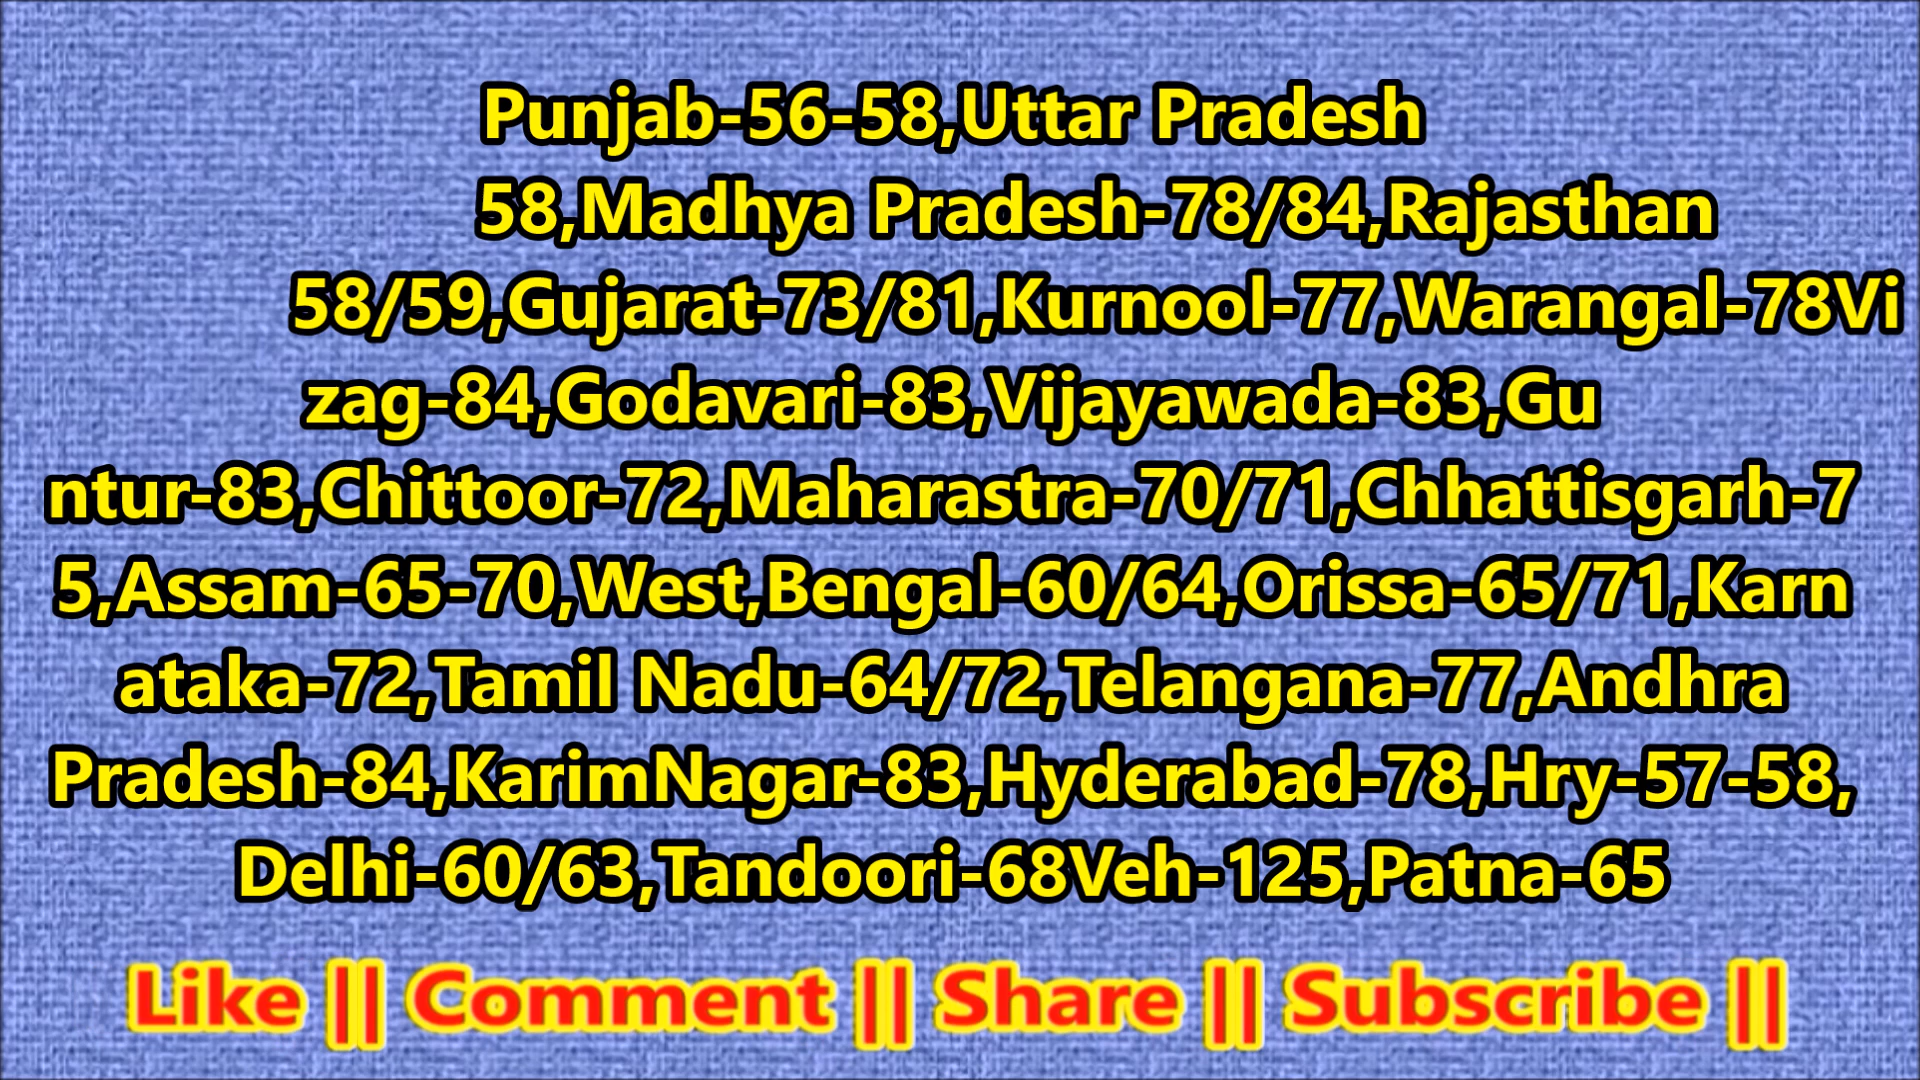 Punjab-56-58,Uttar Pradesh
58,Madhya Pradesh-78/84,Rajasthan
58/59,Gujarat-73/81,Kurnool-77,Warangal-78Vi
zag-84,Godavari-83,Vijayawada-83,Gu
ntur-83,Chittoor-72,Maharastra-70/71,Chhattisgarh-7
5,Assam-65-70,West,Bengal-60/64,Orissa-65/71,Karn
ataka-72,Tamil Nadu-64/72,Telangana-77,Andhra
Pradesh-84,KarimNagar-83,Hyderabad-78,Hry-57-58,
Delhi-60/63,Tandoori-68Veh-125,Patna-65
Like || Comment || Share || Subscribe ||